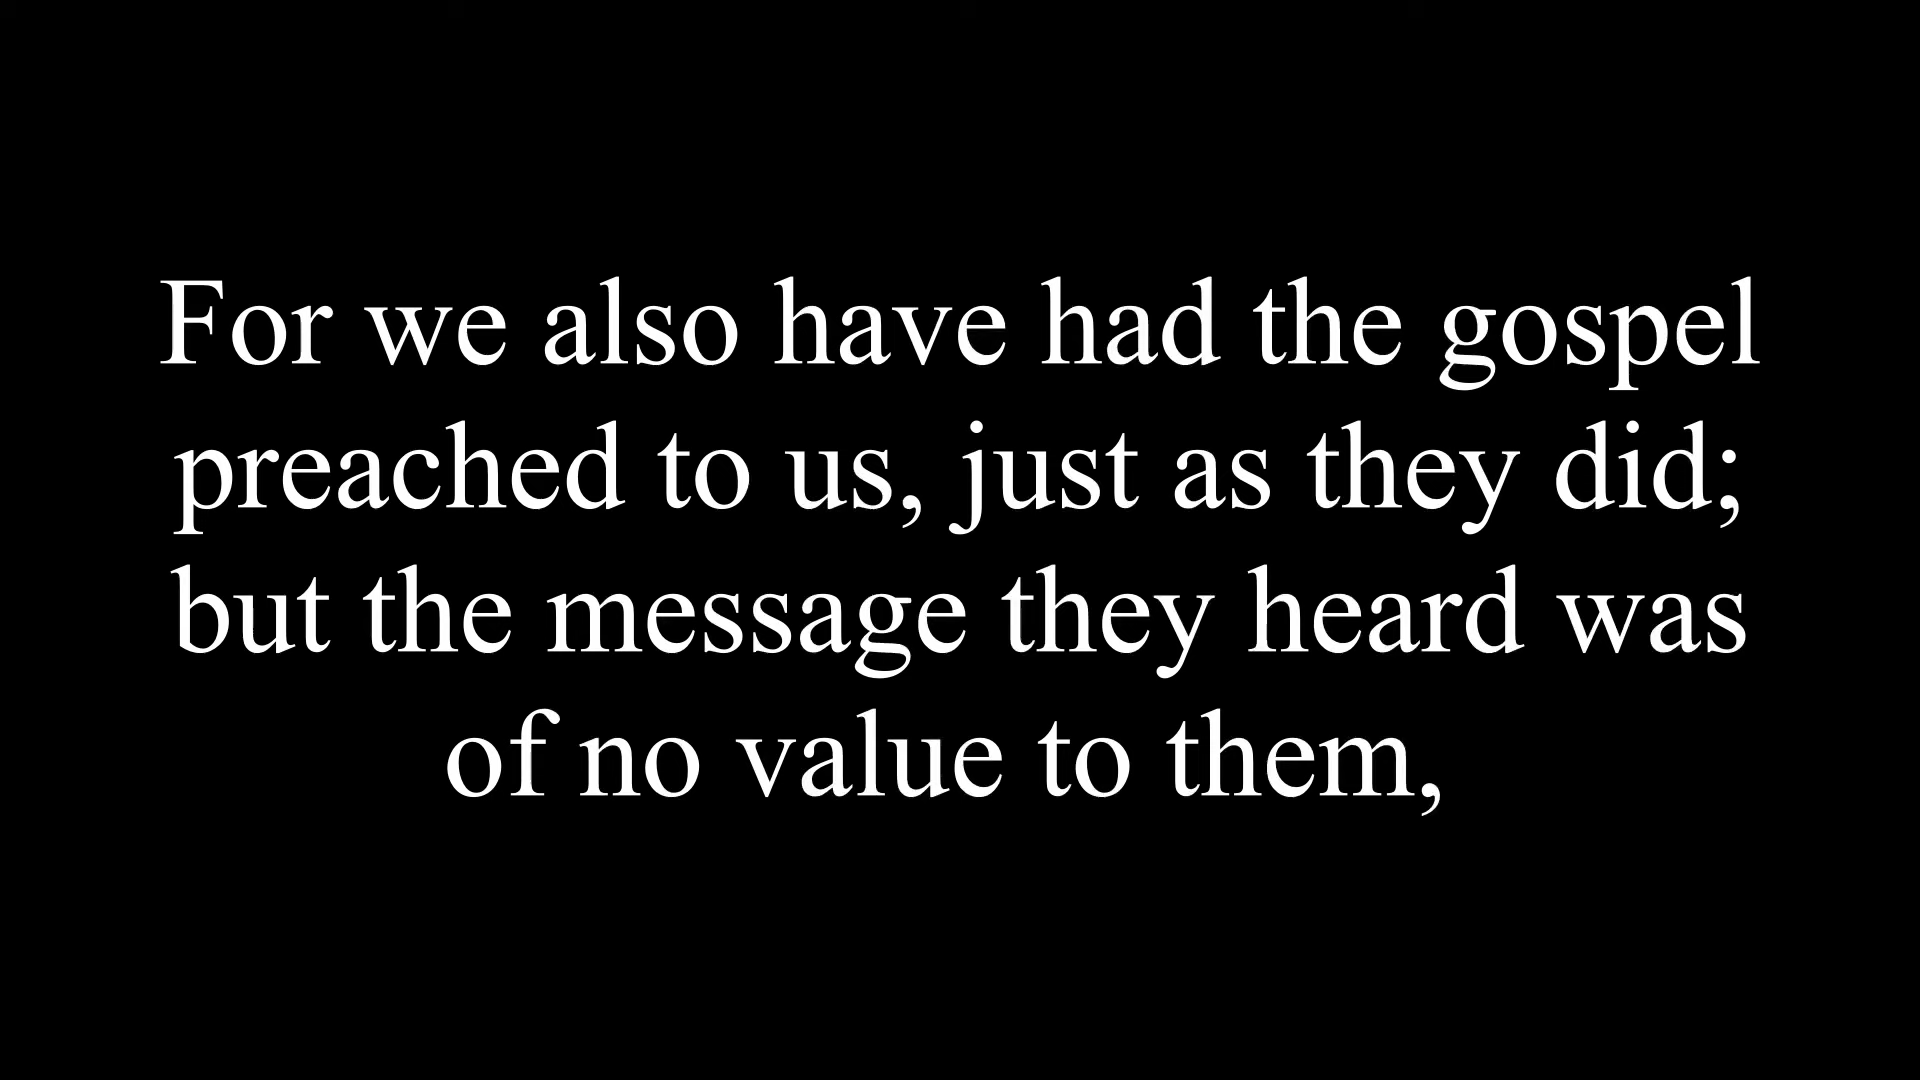 For we also have had the gospel
preached to us, just as they did;
but the message they heard was
of no value to them,